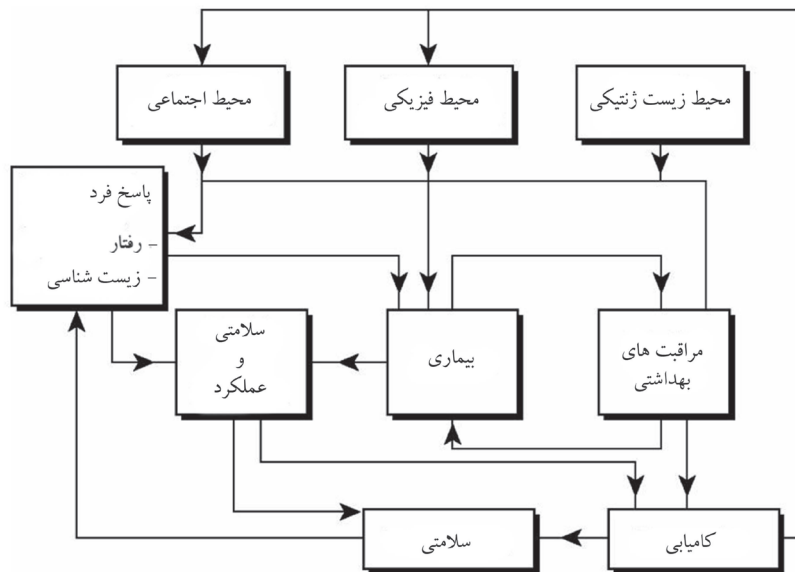 محیط اجتماعی
محیط فیزیکی
محیط زیست ژنتیکی
پاسخ فرد
- رفتار
- زیست شناسی
سلامتی
و
عملکرد
بیماری
مراقبت های
بهداشتی
سلامتی
کامیابی